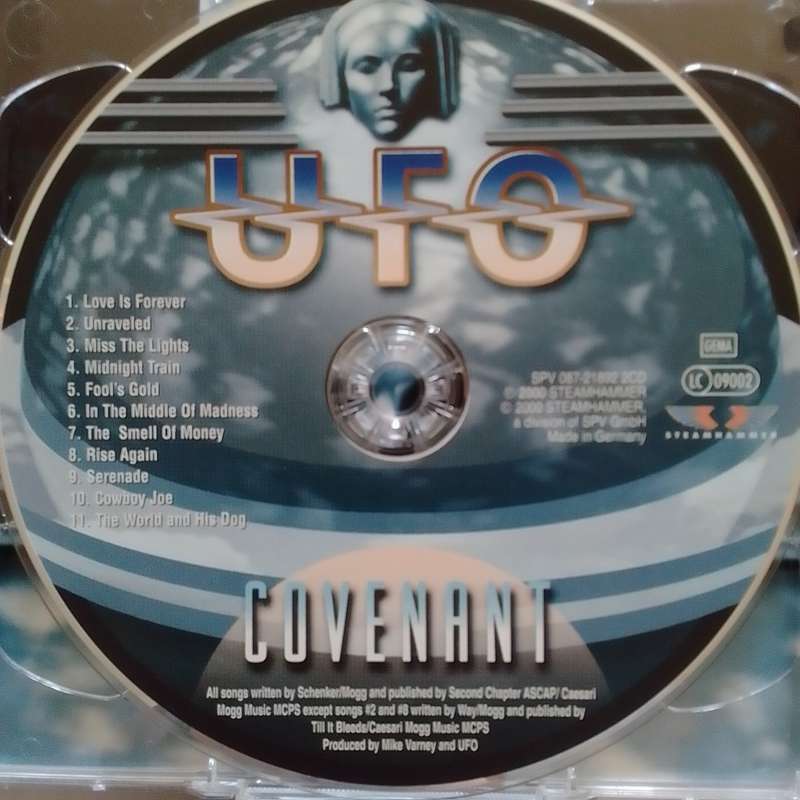 UFO
1. Love Is Forever
2. Unraveled
3. Miss The Lights
4. Midnight Train
5. Fool's Gold
6. In The Middle Of Madness
7. The Smell Of Money
8. Rise Again
9. Serenade
10. Cowboy Joe
11. The World and His Dog
GEMA
LC 09002
SPV 087-21892 2CD
℗ 2000 STEAMHAMMER
© 2000 STEAMHAMMER,
a division of SPV GmbH
Made in Germany
STEAMHAMMER
COVENANT
All songs written by Schenker/Mogg and published by Second Chapter ASCAP/ Caesari
Mogg Music MCPS except songs #2 and #8 written by Way/Mogg and published by
Till It Bleeds/Caesari Mogg Music MCPS
Produced by Mike Varney and UFO